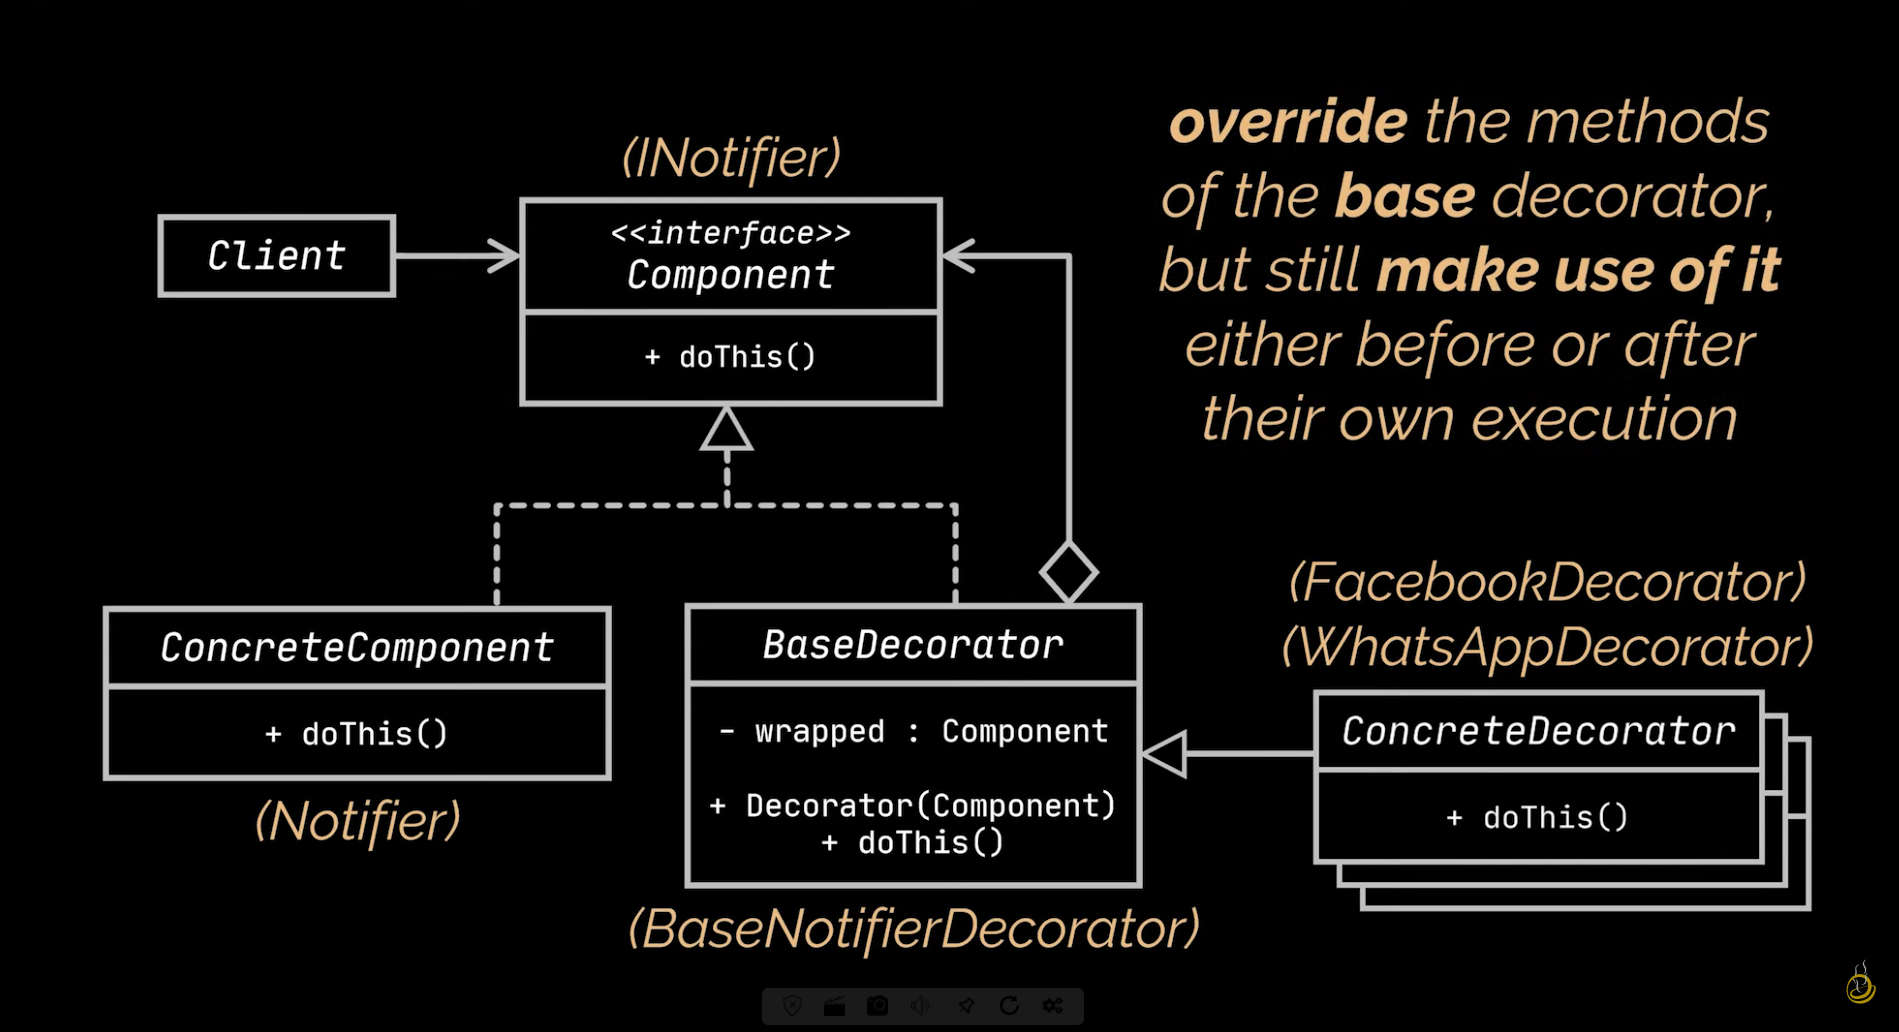 override the methods
of the base decorator,
but still make use of it
either before or after
their own execution
(INotifier)
Client
<<interface>>
Component
+ doThis()
ConcreteComponent
+ doThis()
(Notifier)
BaseDecorator
- wrapped : Component
+ Decorator(Component)
+ doThis()
(BaseNotifierDecorator)
(FacebookDecorator)
(WhatsAppDecorator)
ConcreteDecorator
+ doThis()